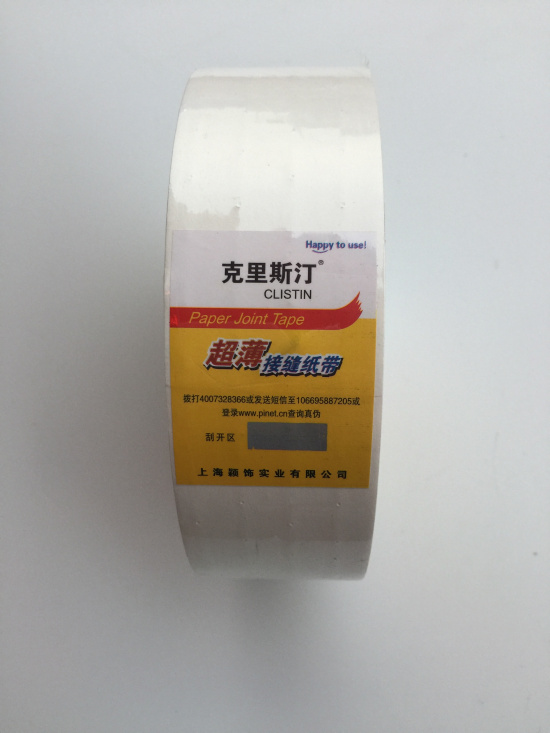 Happy to use!
克里斯汀®
CLISTIN
Paper Joint Tape
超薄接缝纸带
拨打4007328366或发送短信至106695887205或
登录www.pinet.cn查询真伪
刮开区
上海颖饰实业有限公司